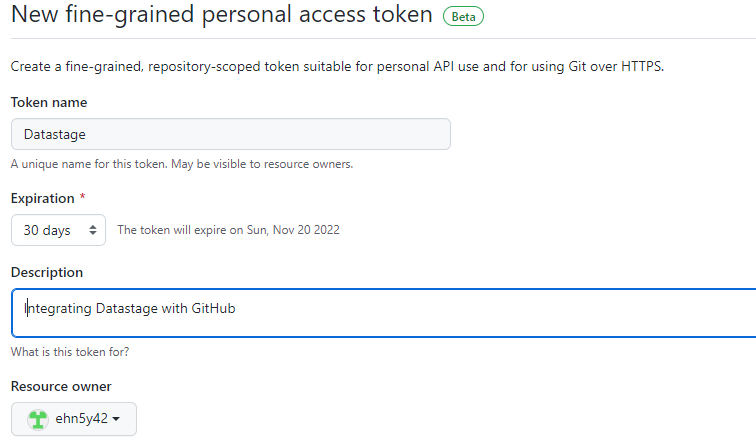 New fine-grained personal access token Beta
Create a fine-grained, repository-scoped token suitable for personal API use and for using Git over HTTPS.
Token name
Datastage
A unique name for this token. May be visible to resource owners.
Expiration *
30 days The token will expire on Sun, Nov 20 2022
Description
Integrating Datastage with GitHub
What is this token for?
Resource owner
ehn5y42